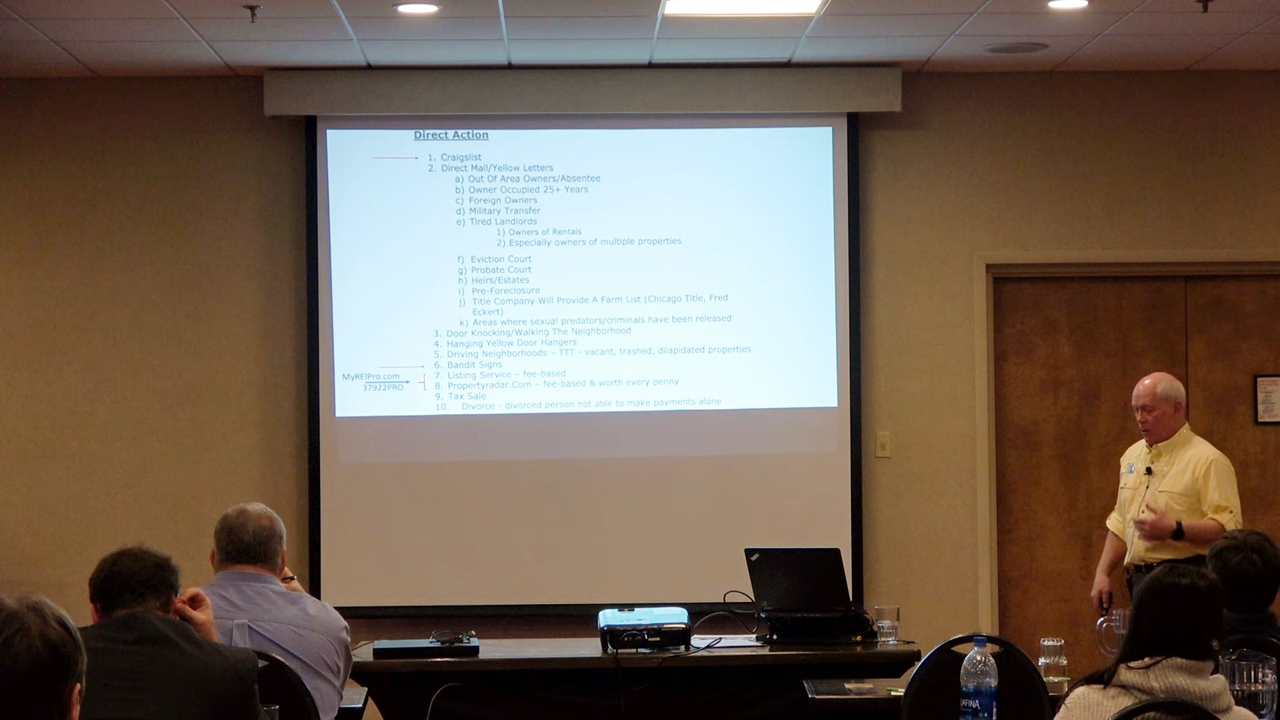 Direct Action
1. Craigslist
2. Direct Mail/Yellow Letters
a) Out Of Area Owners/Absentee
b) Owner Occupied 25+ Years
c) Foreign Owners
d) Military Transfer
e) Tired Landlords
1) Owners of Rentals
2) Especially owners of multiple properties
f) Eviction Court
g) Probate Court
h) Heirs/Estates
i) Pre-Foreclosure
j) Title Company Will Provide A Farm List (Chicago Title, Fred
Eckert)
k) Areas where sexual predators/criminals have been released
3. Door Knocking/Walking The Neighborhood
4. Hanging Yellow Door Hangers
5. Driving Neighborhoods – TTT - vacant, trashed, dilapidated properties
6. Bandit Signs
7. Listing Service – fee-based
8. Propertyradar.Com – fee-based & worth every penny
9. Tax Sale
10. Divorce - divorced person not able to make payments alone
MyREIPro.com
37922PRO